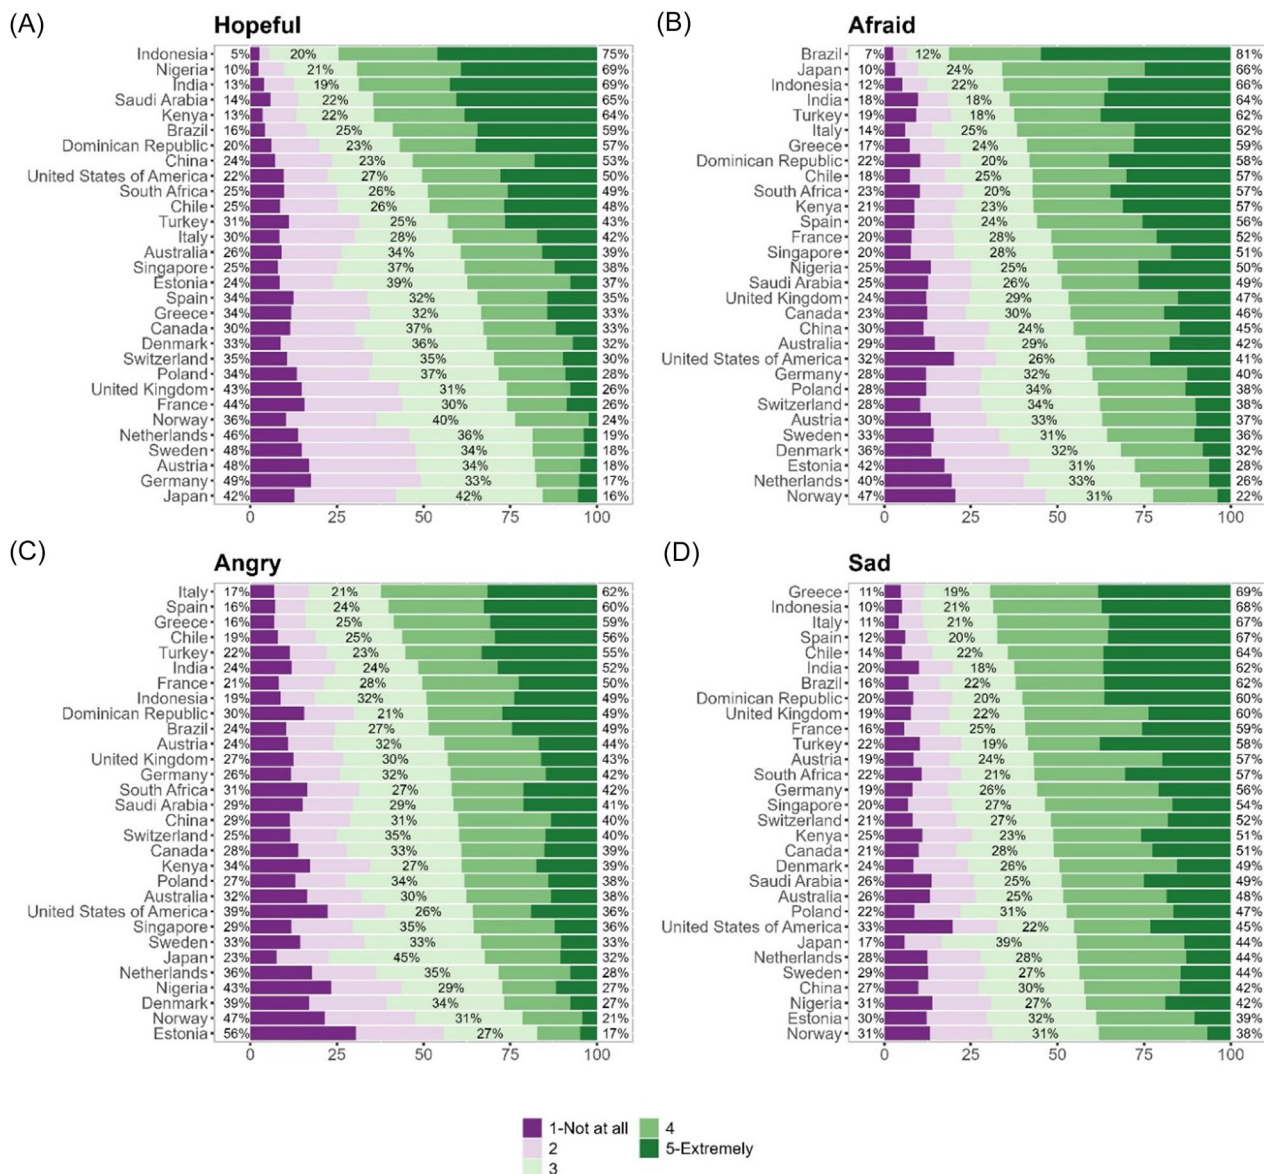 (A) Hopeful
Indonesia 5% 20% 75%
Nigeria 10% 21% 69%
India 13% 19% 69%
Saudi Arabia 14% 22% 65%
Kenya 13% 22% 64%
Brazil 16% 25% 59%
Dominican Republic 20% 23% 57%
China 24% 23% 53%
United States of America 22% 27% 50%
South Africa 25% 26% 49%
Chile 25% 26% 48%
Turkey 31% 25% 43%
Italy 30% 28% 42%
Australia 26% 34% 39%
Singapore 25% 37% 38%
Estonia 24% 39% 37%
Spain 34% 32% 35%
Greece 34% 32% 33%
Canada 30% 37% 33%
Denmark 33% 36% 32%
Switzerland 35% 35% 30%
Poland 34% 37% 28%
United Kingdom 43% 31% 26%
France 44% 30% 26%
Norway 36% 40% 24%
Netherlands 46% 36% 19%
Sweden 48% 34% 18%
Austria 48% 34% 18%
Germany 49% 33% 17%
Japan 42% 42% 16%
0 25 50 75 100
(B) Afraid
Brazil 7% 12% 81%
Japan 10% 24% 66%
Indonesia 12% 22% 66%
India 18% 18% 64%
Turkey 19% 18% 62%
Italy 14% 25% 62%
Greece 17% 24% 59%
Dominican Republic 22% 20% 58%
Chile 18% 25% 57%
South Africa 23% 20% 57%
Kenya 21% 23% 57%
Spain 20% 24% 56%
France 20% 28% 52%
Singapore 20% 28% 51%
Nigeria 25% 25% 50%
Saudi Arabia 25% 26% 49%
United Kingdom 24% 29% 47%
Canada 23% 30% 46%
China 30% 24% 45%
Australia 29% 29% 42%
United States of America 32% 26% 41%
Germany 28% 32% 40%
Poland 28% 34% 38%
Switzerland 28% 34% 38%
Austria 30% 33% 37%
Sweden 33% 31% 36%
Denmark 36% 32% 32%
Estonia 42% 31% 28%
Netherlands 40% 33% 26%
Norway 47% 31% 22%
0 25 50 75 100
(C) Angry
Italy 17% 21% 62%
Spain 16% 24% 60%
Greece 16% 25% 59%
Chile 19% 25% 56%
Turkey 22% 23% 55%
India 24% 24% 52%
France 21% 28% 50%
Indonesia 19% 32% 49%
Dominican Republic 30% 21% 49%
Brazil 24% 27% 49%
Austria 24% 32% 44%
United Kingdom 27% 30% 43%
Germany 26% 32% 42%
South Africa 31% 27% 42%
Saudi Arabia 29% 29% 41%
China 29% 31% 40%
Switzerland 25% 35% 40%
Canada 28% 33% 39%
Kenya 34% 27% 39%
Poland 27% 34% 38%
Australia 32% 30% 38%
United States of America 39% 26% 36%
Singapore 29% 35% 36%
Sweden 33% 33% 33%
Japan 23% 45% 32%
Netherlands 36% 35% 28%
Nigeria 43% 29% 27%
Denmark 39% 34% 27%
Norway 47% 31% 21%
Estonia 56% 27% 17%
0 25 50 75 100
(D) Sad
Greece 11% 19% 69%
Indonesia 10% 21% 68%
Italy 11% 21% 67%
Spain 12% 20% 67%
Chile 14% 22% 64%
India 20% 18% 62%
Brazil 16% 22% 62%
Dominican Republic 20% 20% 60%
United Kingdom 19% 22% 60%
France 16% 25% 59%
Turkey 22% 19% 58%
Austria 19% 24% 57%
South Africa 22% 21% 57%
Germany 19% 26% 56%
Singapore 20% 27% 54%
Switzerland 21% 27% 52%
Kenya 25% 23% 51%
Canada 21% 28% 51%
Denmark 24% 26% 49%
Saudi Arabia 26% 25% 49%
Australia 26% 25% 48%
Poland 22% 31% 47%
United States of America 33% 22% 45%
Japan 17% 39% 44%
Netherlands 28% 28% 44%
Sweden 29% 27% 44%
China 27% 30% 42%
Nigeria 31% 27% 42%
Estonia 30% 32% 39%
Norway 31% 31% 38%
0 25 50 75 100
1-Not at all
2
3
4
5-Extremely